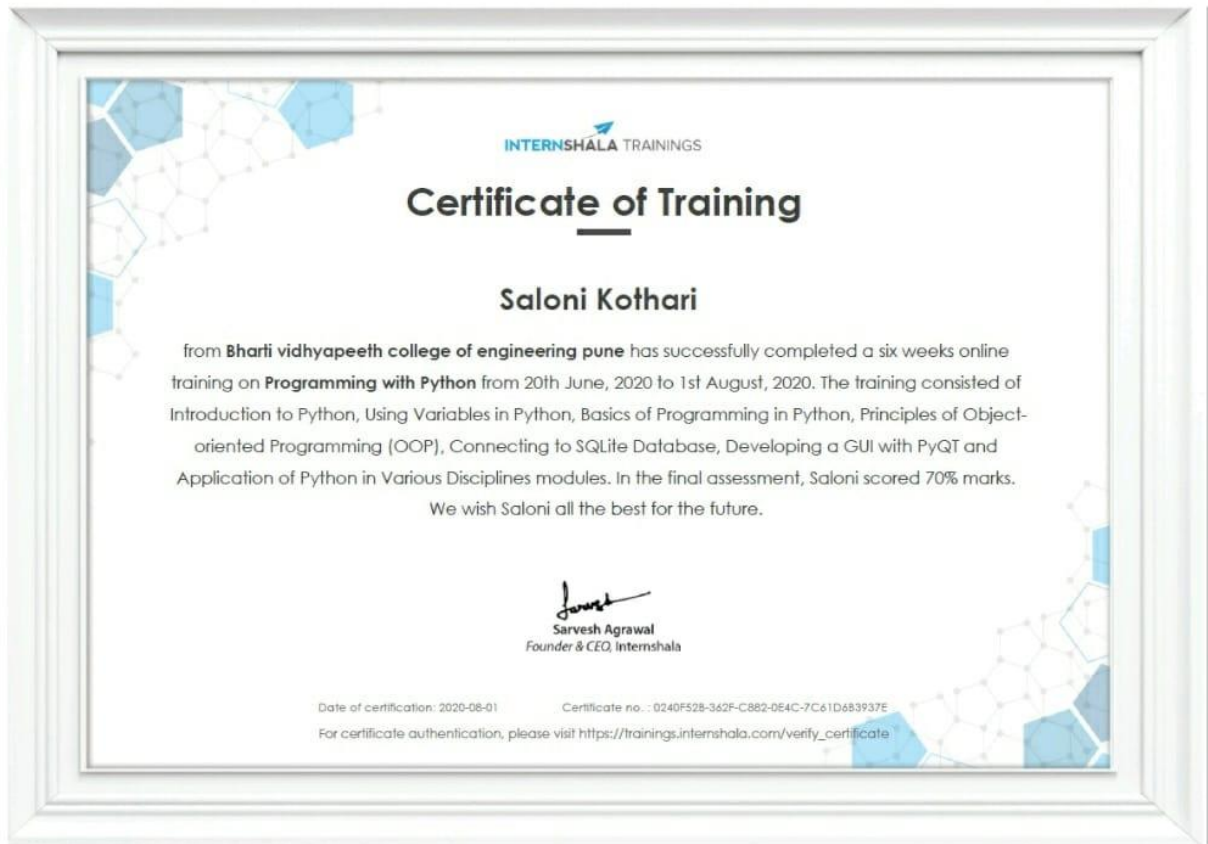 INTERNSHALA TRAININGS
Certificate of Training
Saloni Kothari
from Bharti vidhyapeeth college of engineering pune has successfully completed a six weeks online
training on Programming with Python from 20th June, 2020 to 1st August, 2020. The training consisted of
Introduction to Python, Using Variables in Python, Basics of Programming in Python, Principles of Object-
oriented Programming (OOP), Connecting to SQLite Database, Developing a GUI with PyQT and
Application of Python in Various Disciplines modules. In the final assessment, Saloni scored 70% marks.
We wish Saloni all the best for the future.
Sarvesh Agrawal
Founder & CEO, Internshala
Date of certification: 2020-08-01 Certificate no. : 0240F528-362F-C882-0E4C-7C61D683937E
For certificate authentication, please visit https://trainings.internshala.com/verify_certificate